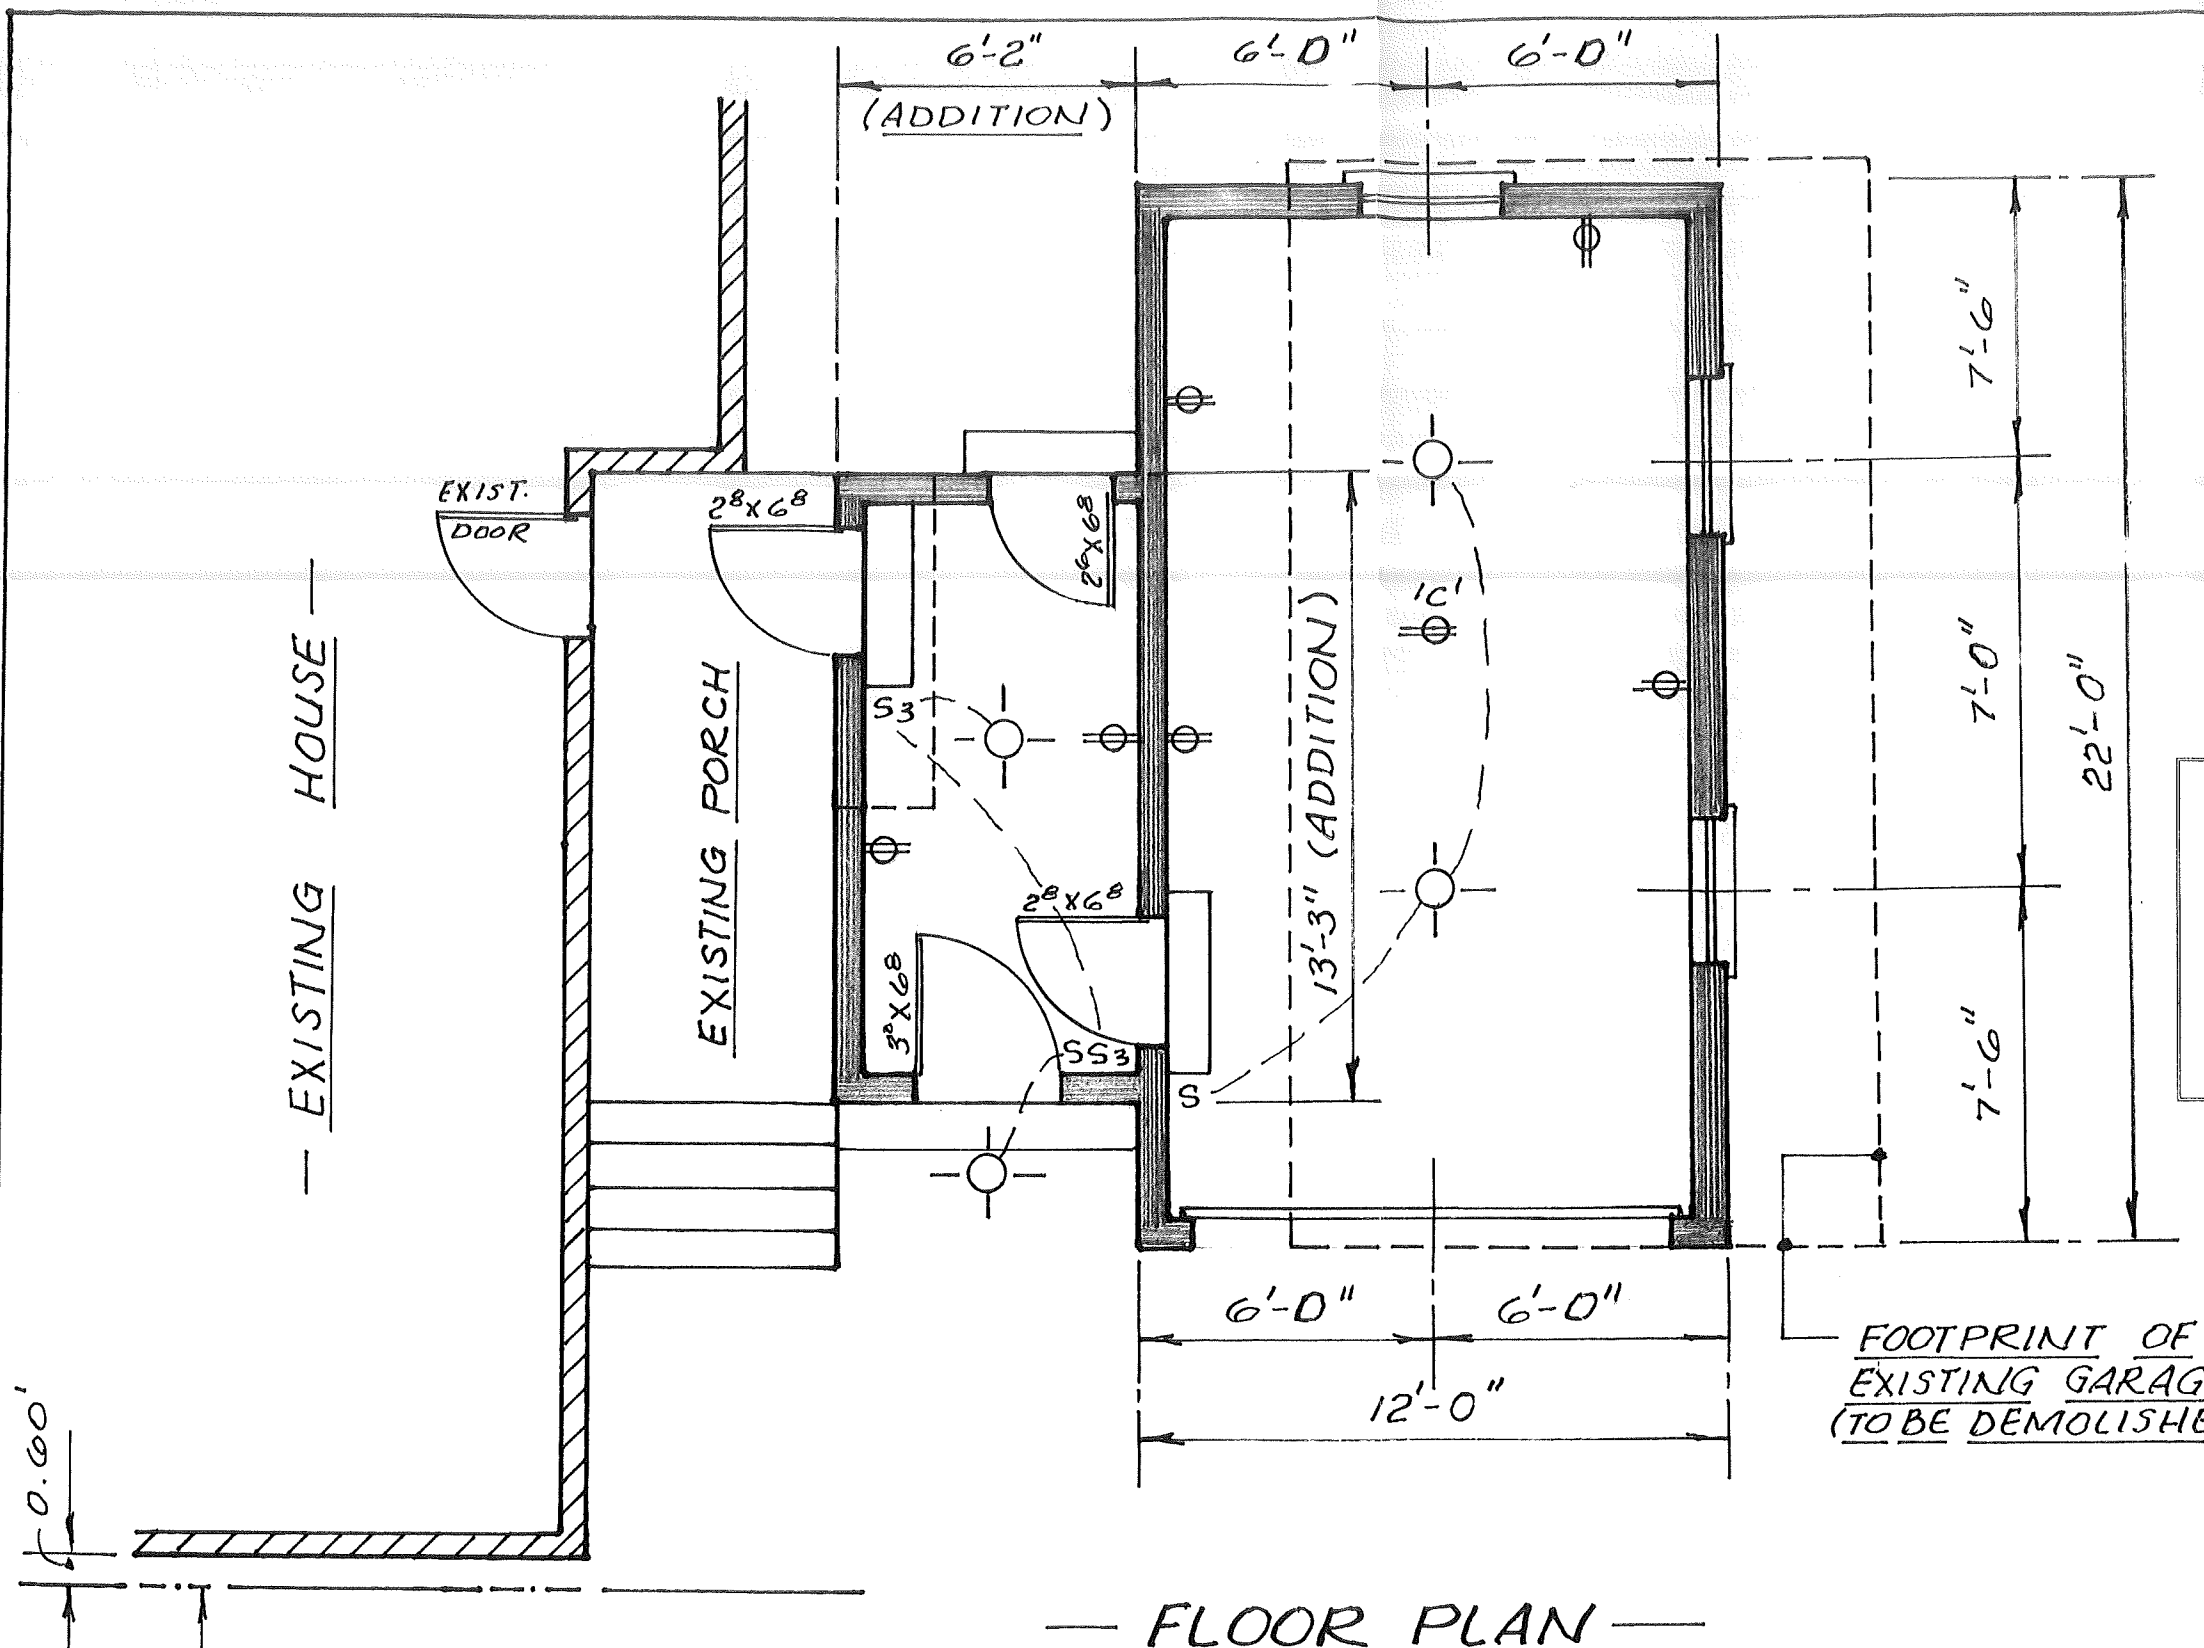 6'-2"
6'-0"
6'-0"
(ADDITION)
EXIST.
DOOR
2⁸X6⁸
2⁶X6⁸
7'-6"
— EXISTING HOUSE —
EXISTING PORCH
'C'
S3
13'-3" (ADDITION)
7'-0"
22'-0"
2⁸X6⁸
3⁰X6⁸
SS3
S
7'-6"
6'-0"
6'-0"
12'-0"
FOOTPRINT OF
EXISTING GARAG
(TO BE DEMOLISHE
0.60'
— FLOOR PLAN —